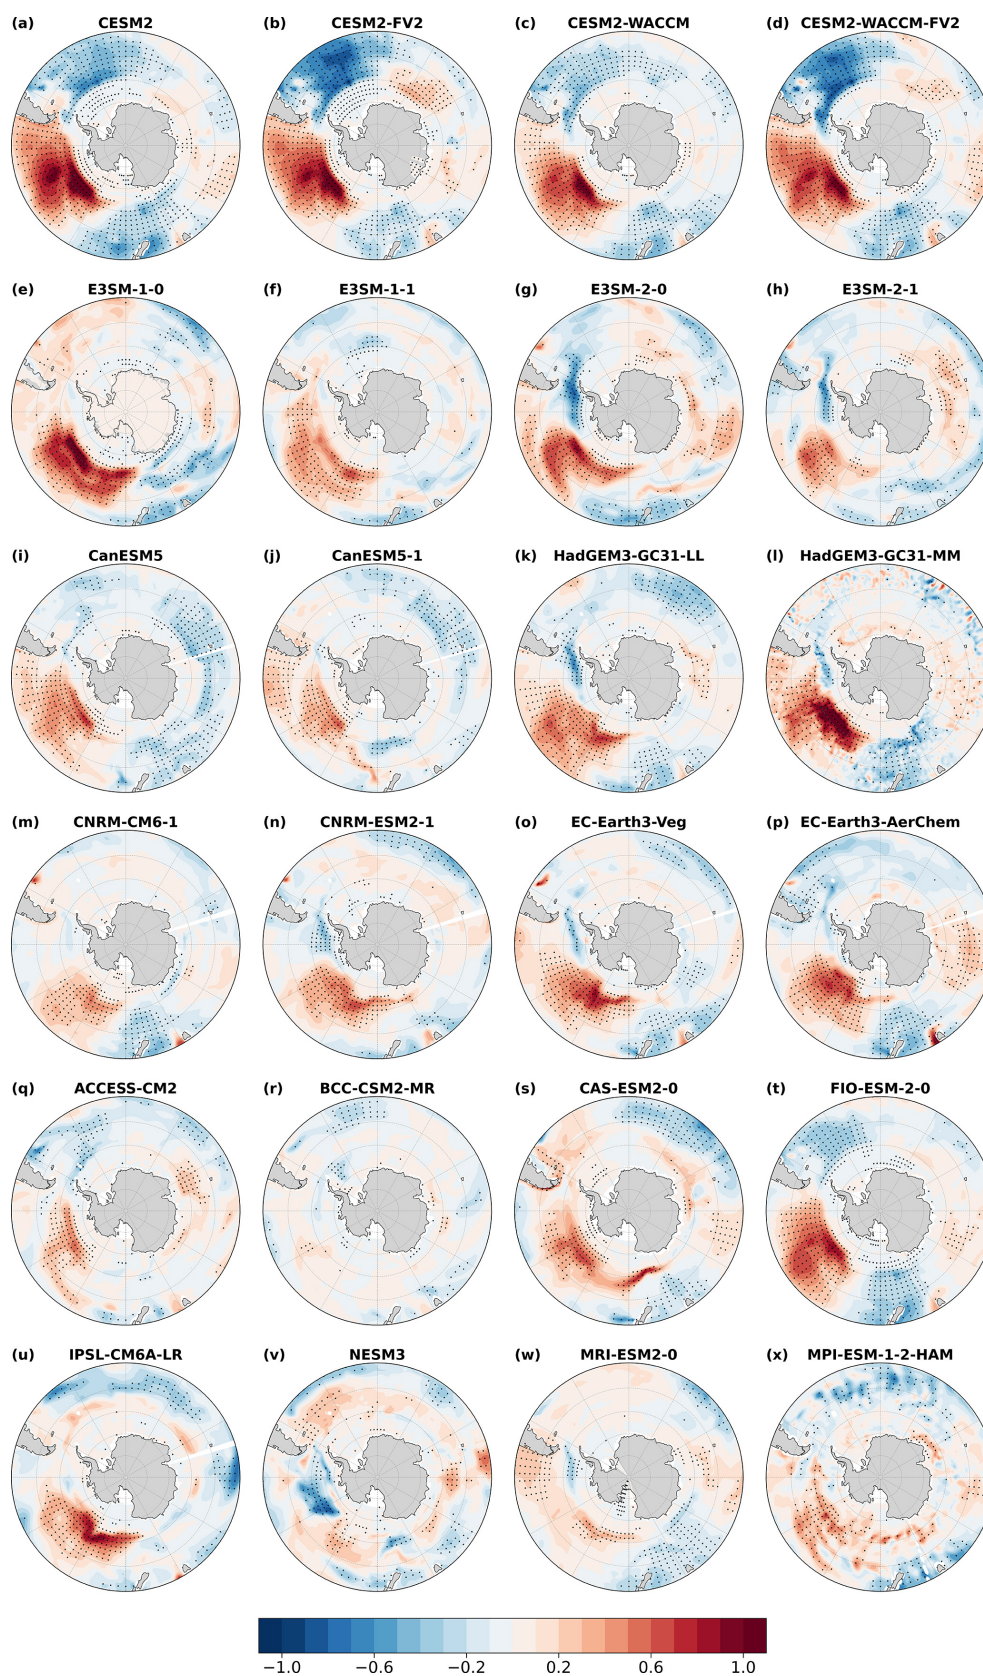 (a) CESM2 (b) CESM2-FV2 (c) CESM2-WACCM (d) CESM2-WACCM-FV2
(e) E3SM-1-0 (f) E3SM-1-1 (g) E3SM-2-0 (h) E3SM-2-1
(i) CanESM5 (j) CanESM5-1 (k) HadGEM3-GC31-LL (l) HadGEM3-GC31-MM
(m) CNRM-CM6-1 (n) CNRM-ESM2-1 (o) EC-Earth3-Veg (p) EC-Earth3-AerChem
(q) ACCESS-CM2 (r) BCC-CSM2-MR (s) CAS-ESM2-0 (t) FIO-ESM-2-0
(u) IPSL-CM6A-LR (v) NESM3 (w) MRI-ESM2-0 (x) MPI-ESM-1-2-HAM
−1.0 −0.6 −0.2 0.2 0.6 1.0